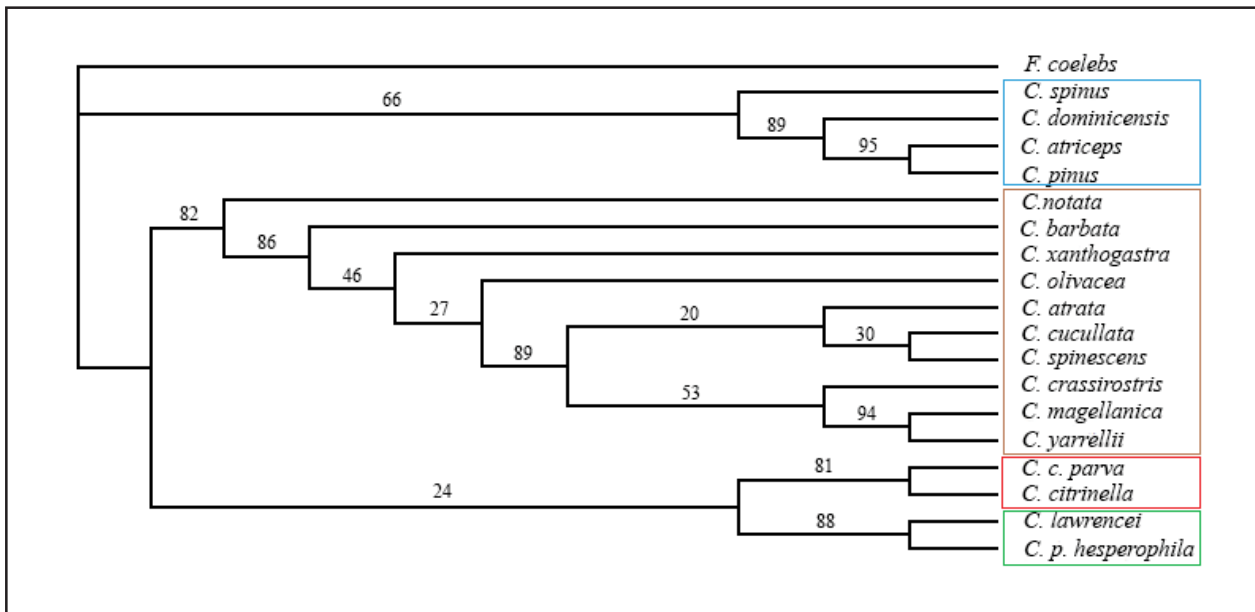 F. coelebs
66
C. spinus
89
C. dominicensis
95
C. atriceps
C. pinus
82
C.notata
86
C. barbata
46
C. xanthogastra
27
C. olivacea
89
20
C. atrata
30
C. cucullata
C. spinescens
53
C. crassirostris
94
C. magellanica
C. yarrellii
24
81
C. c. parva
C. citrinella
88
C. lawrencei
C. p. hesperophila